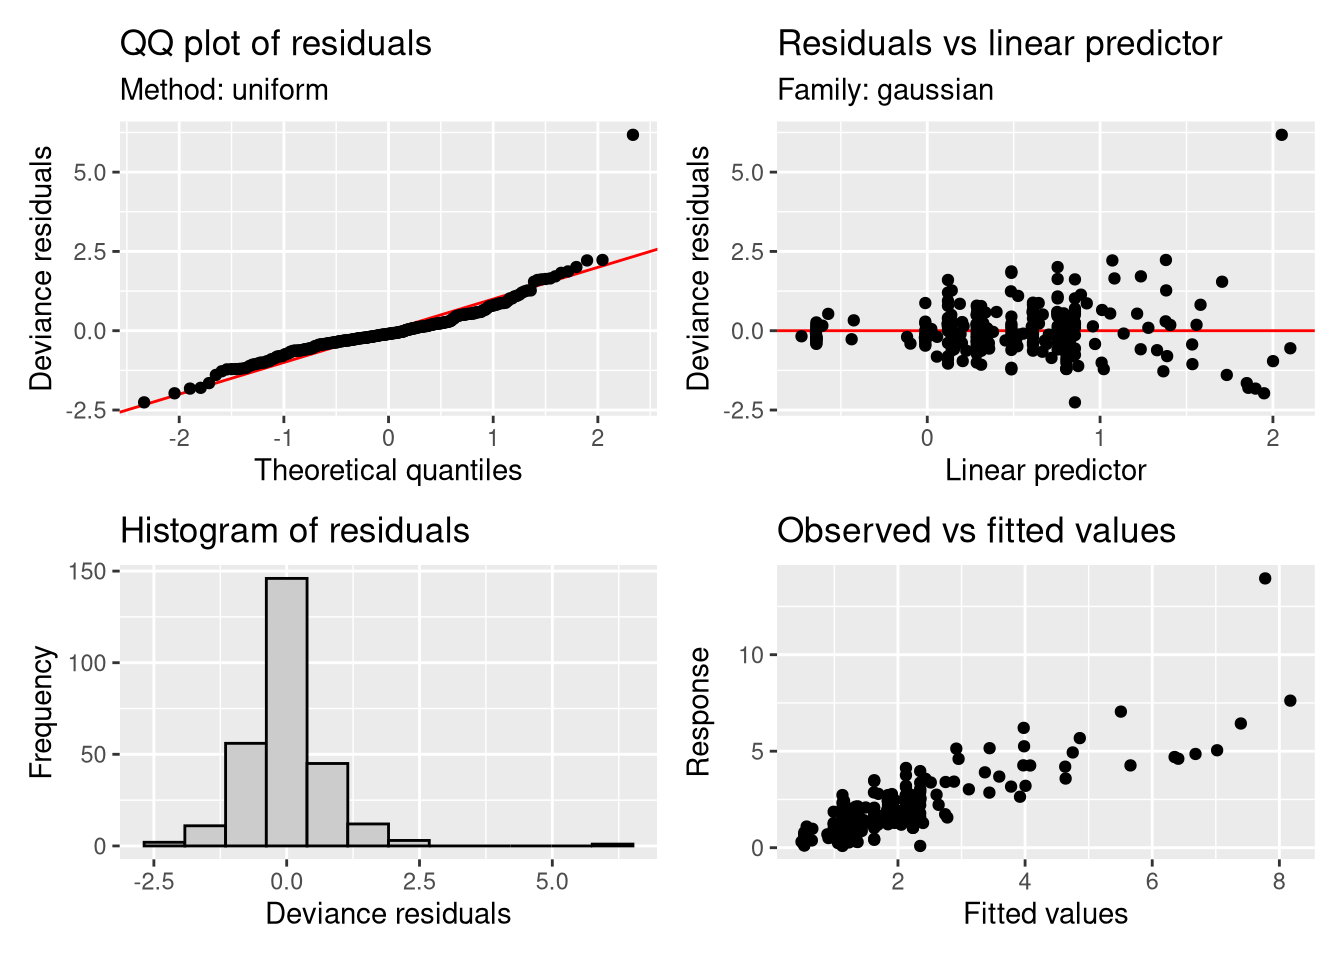 QQ plot of residuals
Method: uniform
Deviance residuals
5.0
2.5
0.0
-2.5
-2 -1 0 1 2
Theoretical quantiles
Residuals vs linear predictor
Family: gaussian
Deviance residuals
5.0
2.5
0.0
-2.5
0 1 2
Linear predictor
Histogram of residuals
Frequency
150
100
50
0
-2.5 0.0 2.5 5.0
Deviance residuals
Observed vs fitted values
Response
10
5
0
2 4 6 8
Fitted values